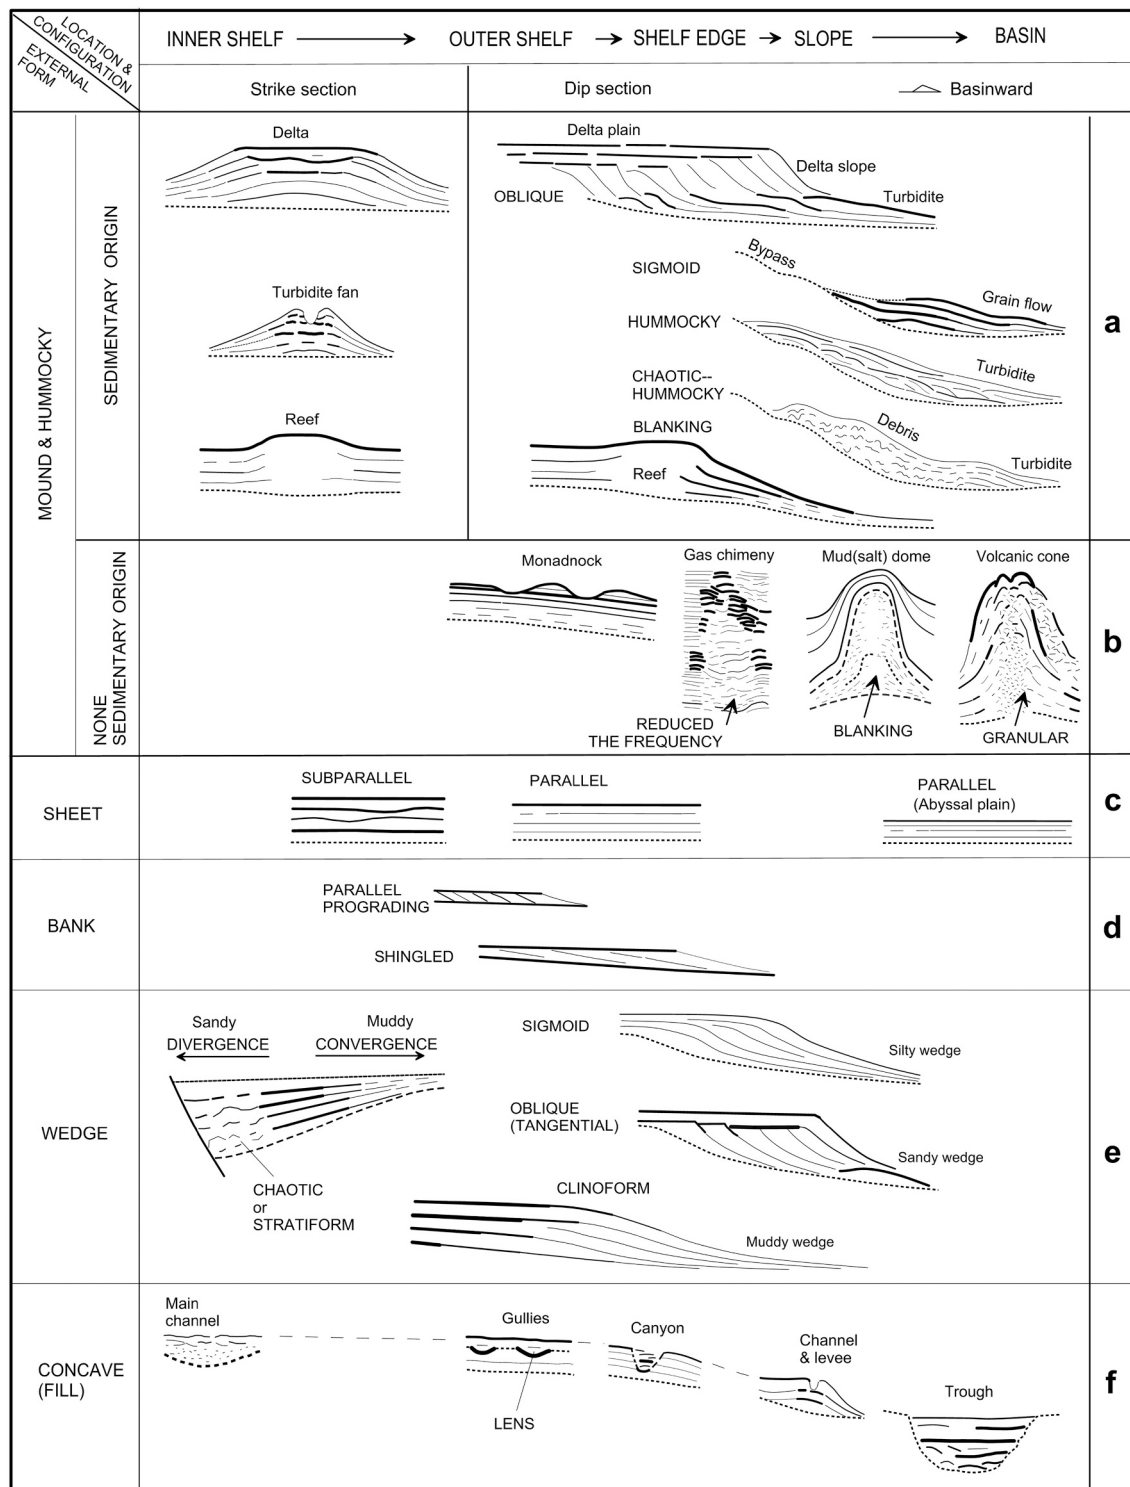 LOCATION &
CONFIGURATION
EXTERNAL
FORM
INNER SHELF
OUTER SHELF
SHELF EDGE
SLOPE
BASIN
Strike section
Dip section
Basinward
MOUND & HUMMOCKY
SEDIMENTARY ORIGIN
Delta
Delta plain
Delta slope
OBLIQUE
Turbidite
Bypass
SIGMOID
Turbidite fan
Grain flow
HUMMOCKY
a
Turbidite
CHAOTIC--
HUMMOCKY
Reef
BLANKING
Debris
Reef
Turbidite
NONE
SEDIMENTARY ORIGIN
Monadnock
Gas chimeny
Mud(salt) dome
Volcanic cone
b
REDUCED
THE FREQUENCY
BLANKING
GRANULAR
SHEET
SUBPARALLEL
PARALLEL
PARALLEL
(Abyssal plain)
c
BANK
PARALLEL
PROGRADING
SHINGLED
d
WEDGE
Sandy
DIVERGENCE
Muddy
CONVERGENCE
SIGMOID
Silty wedge
OBLIQUE
(TANGENTIAL)
Sandy wedge
e
CHAOTIC
or
STRATIFORM
CLINOFORM
Muddy wedge
CONCAVE
(FILL)
Main
channel
Gullies
Canyon
Channel
& levee
Trough
LENS
f